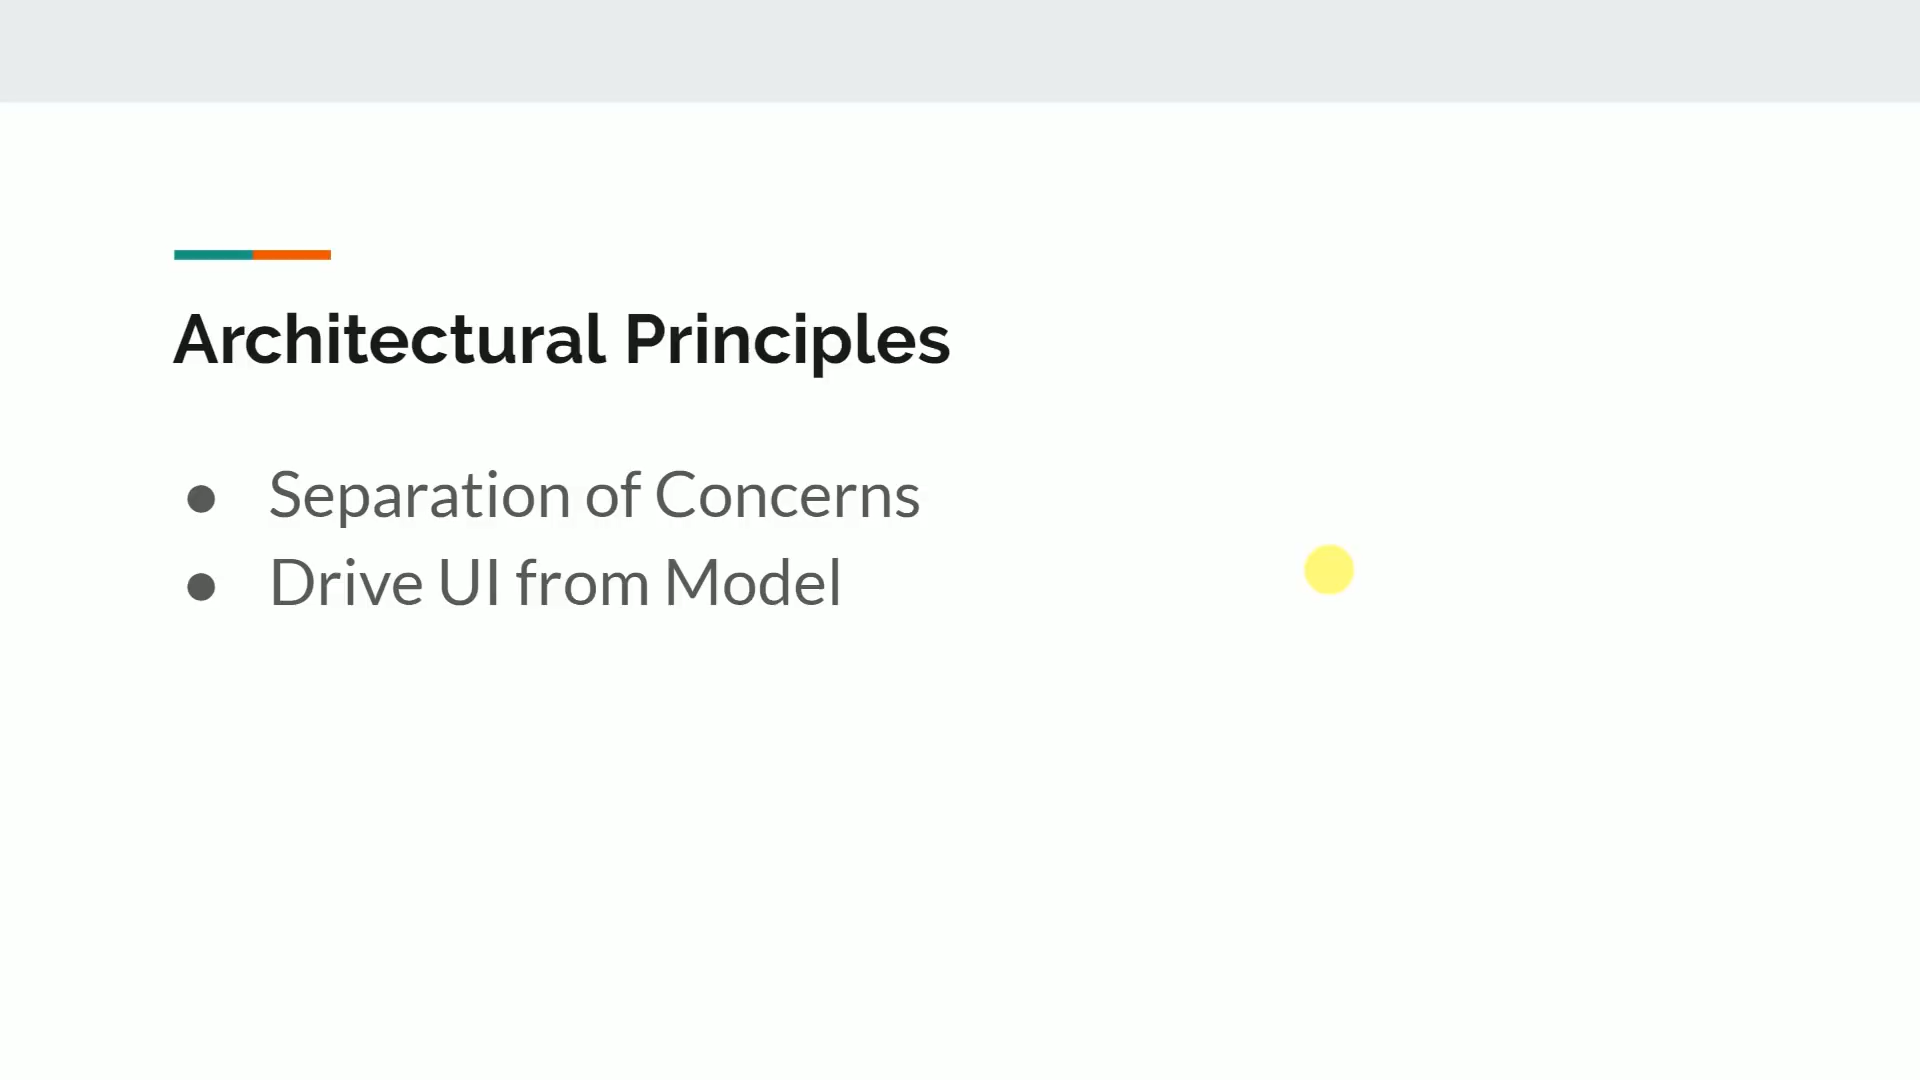 Architectural Principles
● Separation of Concerns
● Drive UI from Model